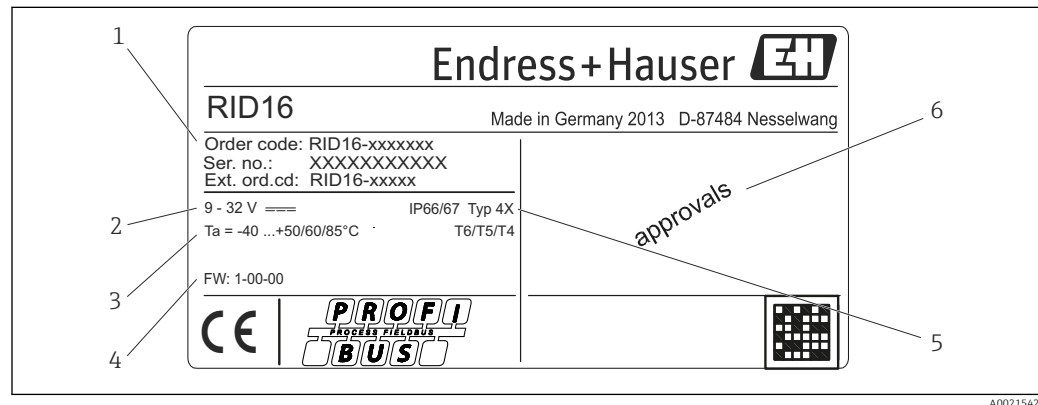 1
Endress+Hauser EH
RID16
Made in Germany 2013 D-87484 Nesselwang
6
Order code: RID16-xxxxxxx
Ser. no.: XXXXXXXXXXX
Ext. ord.cd: RID16-xxxxx
approvals
2
9 - 32 V
IP66/67 Typ 4X
3
Ta = -40 ...+50/60/85°C
T6/T5/T4
4
FW: 1-00-00
5
CE
PROFI
PROCESS FIELDBUS
BUS
A0021542